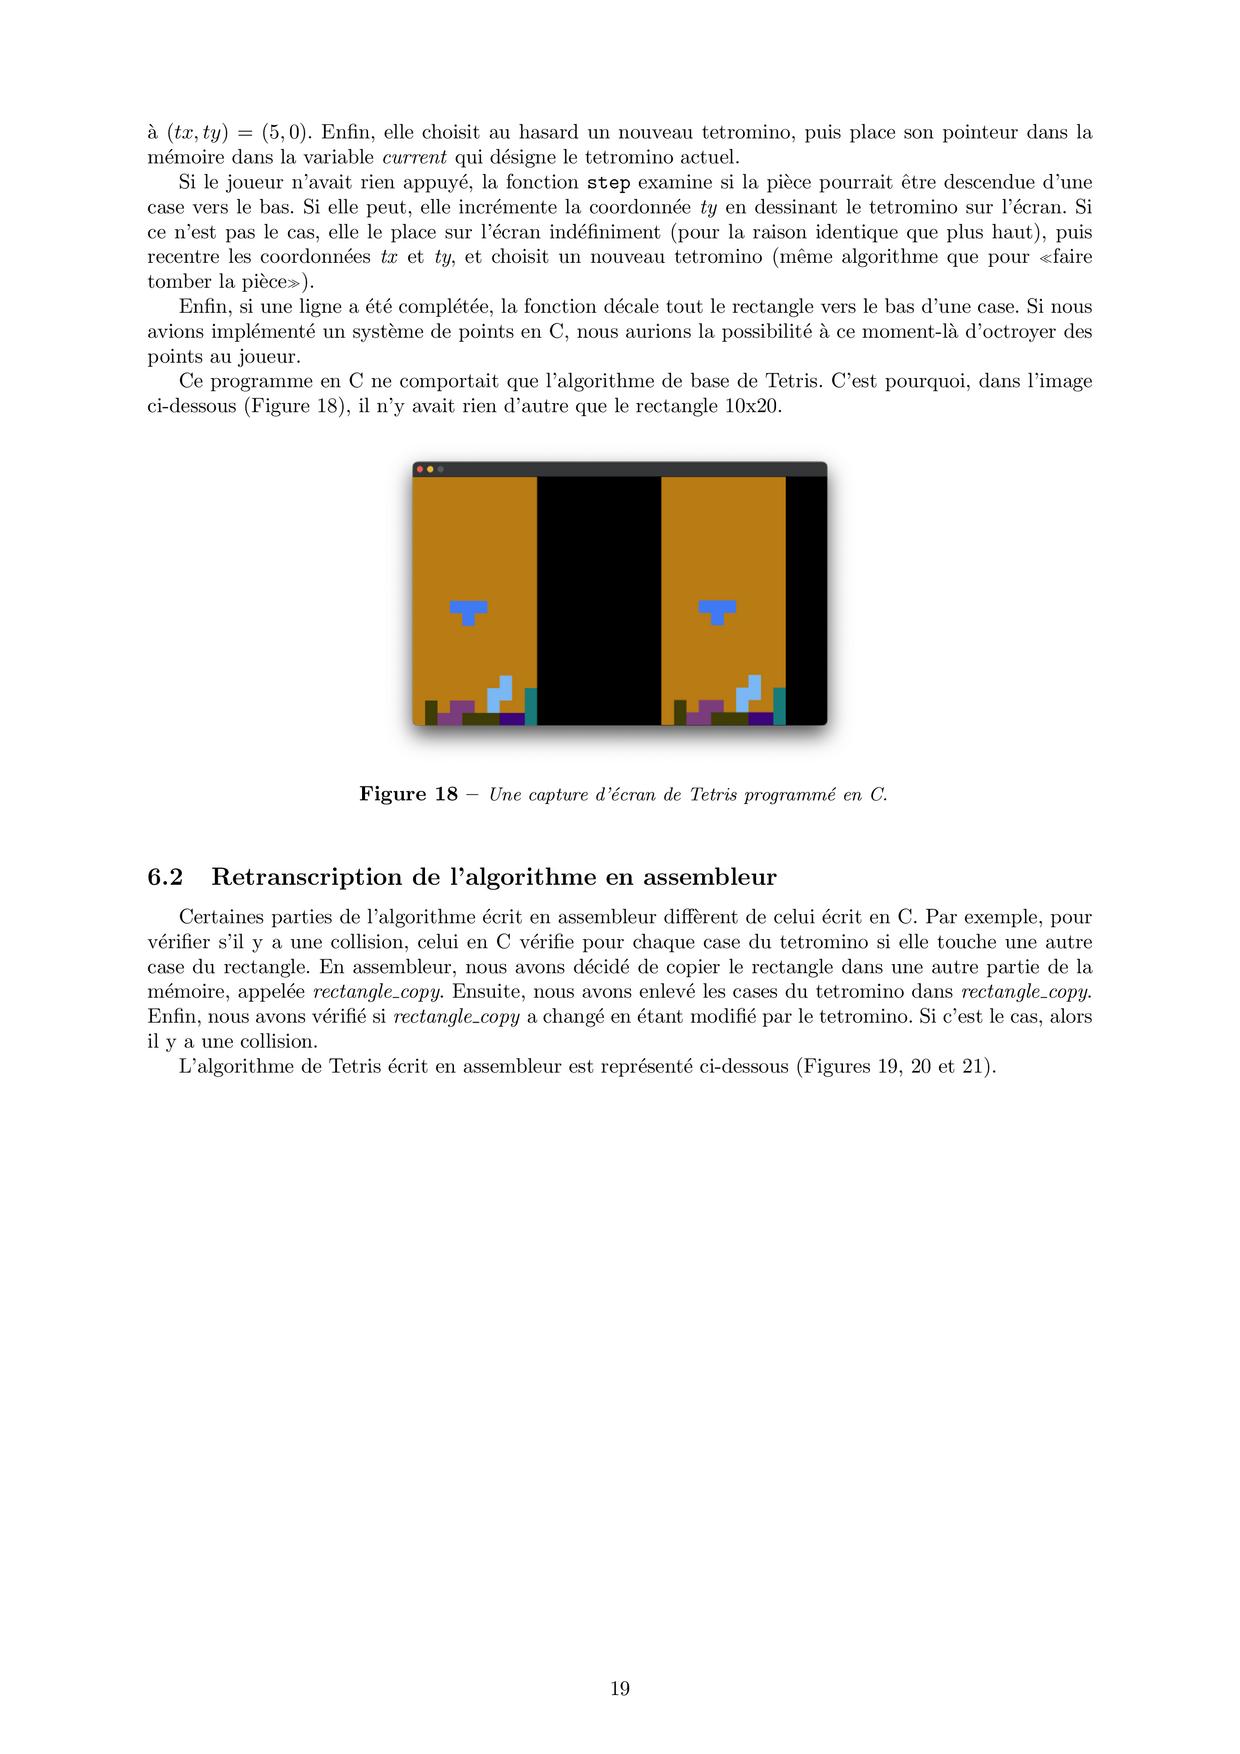 à (tx, ty) = (5, 0). Enfin, elle choisit au hasard un nouveau tetromino, puis place son pointeur dans la
mémoire dans la variable current qui désigne le tetromino actuel.
Si le joueur n'avait rien appuyé, la fonction step examine si la pièce pourrait être descendue d'une
case vers le bas. Si elle peut, elle incrémente la coordonnée ty en dessinant le tetromino sur l'écran. Si
ce n'est pas le cas, elle le place sur l'écran indéfiniment (pour la raison identique que plus haut), puis
recentre les coordonnées tx et ty, et choisit un nouveau tetromino (même algorithme que pour «faire
tomber la pièce»).
Enfin, si une ligne a été complétée, la fonction décale tout le rectangle vers le bas d'une case. Si nous
avions implémenté un système de points en C, nous aurions la possibilité à ce moment-là d'octroyer des
points au joueur.
Ce programme en C ne comportait que l'algorithme de base de Tetris. C'est pourquoi, dans l'image
ci-dessous (Figure 18), il n'y avait rien d'autre que le rectangle 10x20.
Figure 18 – Une capture d'écran de Tetris programmé en C.
6.2 Retranscription de l'algorithme en assembleur
Certaines parties de l'algorithme écrit en assembleur diffèrent de celui écrit en C. Par exemple, pour
vérifier s'il y a une collision, celui en C vérifie pour chaque case du tetromino si elle touche une autre
case du rectangle. En assembleur, nous avons décidé de copier le rectangle dans une autre partie de la
mémoire, appelée rectangle_copy. Ensuite, nous avons enlevé les cases du tetromino dans rectangle_copy.
Enfin, nous avons vérifié si rectangle_copy a changé en étant modifié par le tetromino. Si c'est le cas, alors
il y a une collision.
L'algorithme de Tetris écrit en assembleur est représenté ci-dessous (Figures 19, 20 et 21).
19